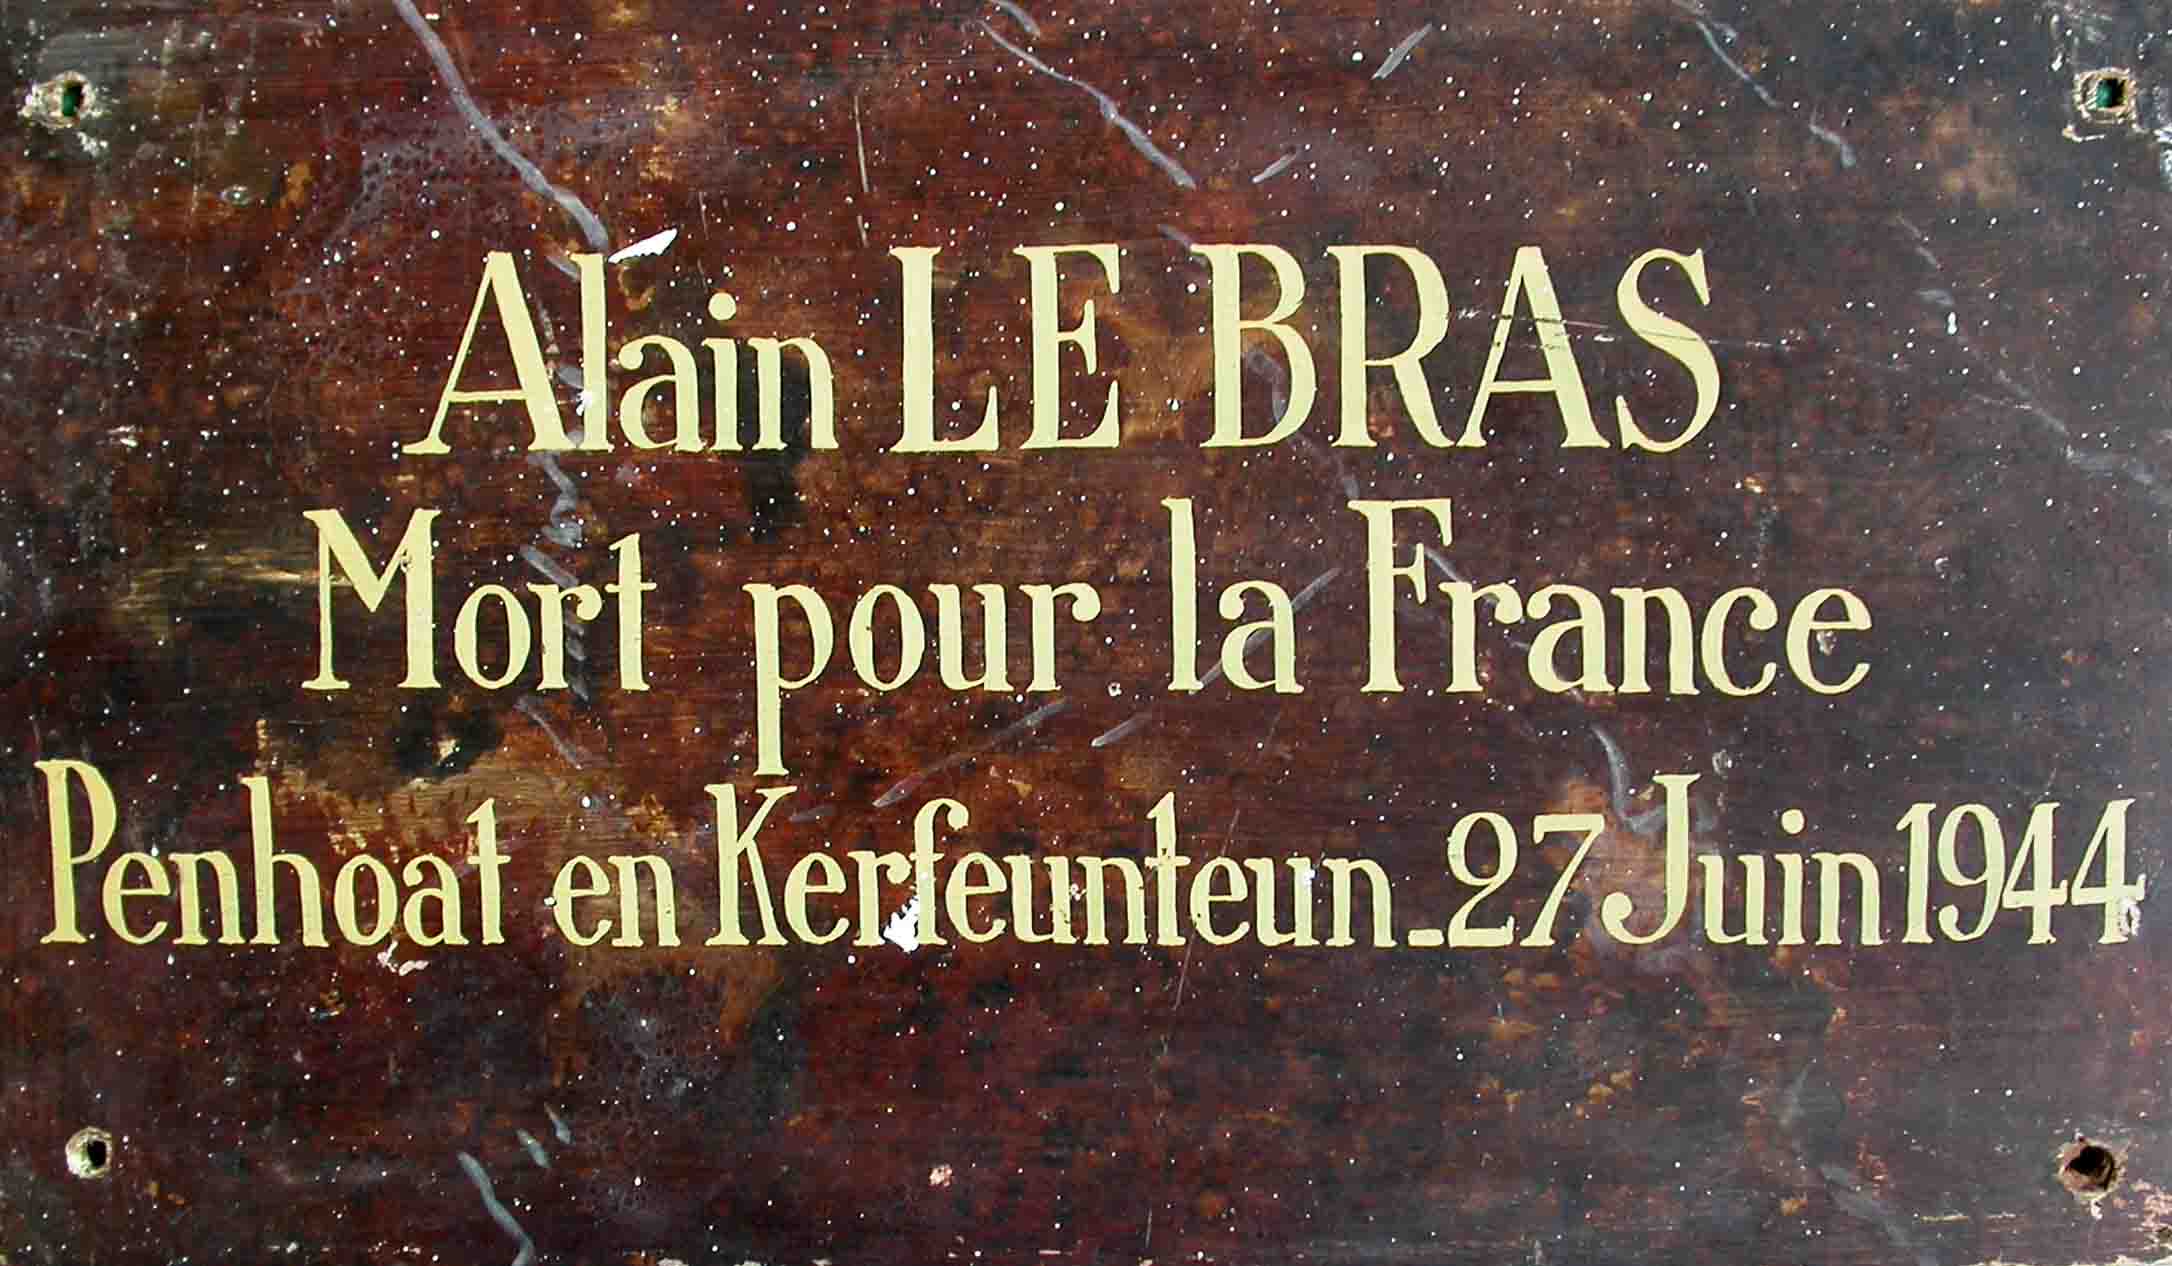 Alain LE BRAS
Mort pour la France
Penhoat en Kerfeunteun_27 Juin 1944